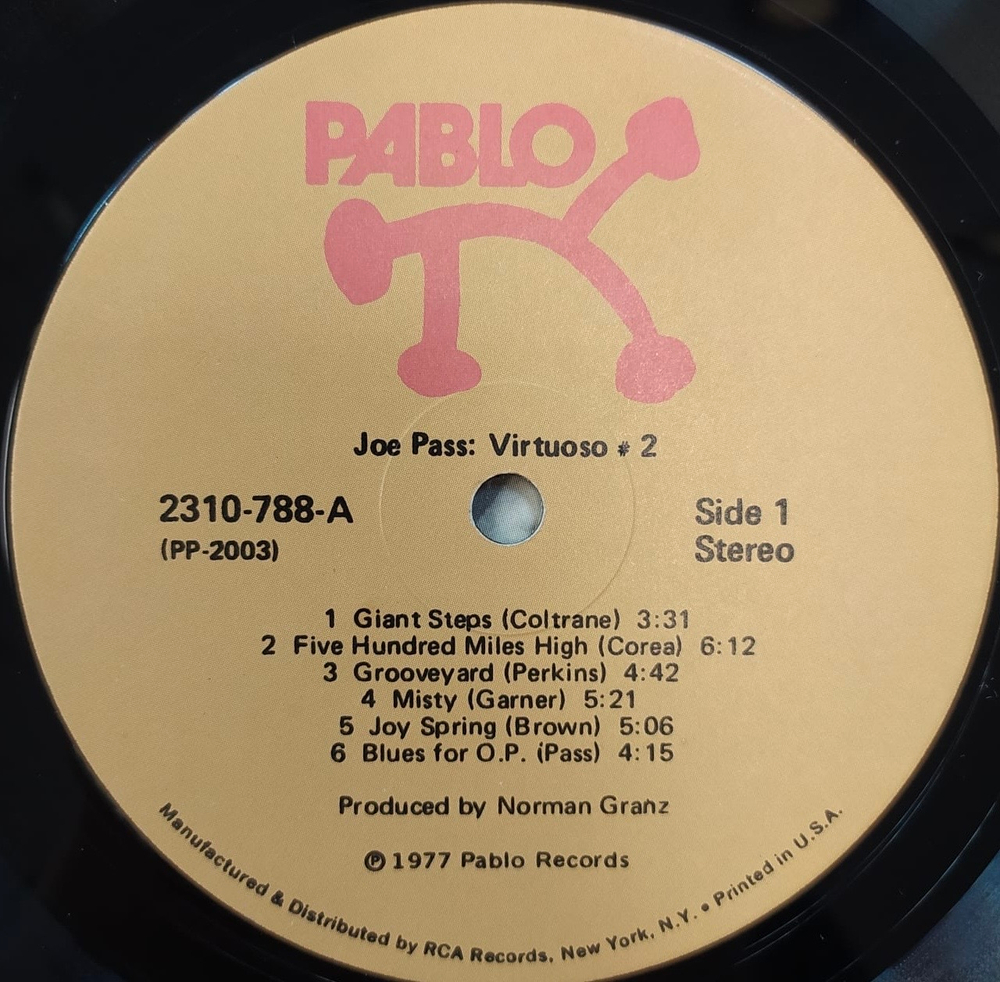 PABLO
Joe Pass: Virtuoso # 2
2310-788-A
(PP-2003)
Side 1
Stereo
1 Giant Steps (Coltrane) 3:31
2 Five Hundred Miles High (Corea) 6:12
3 Grooveyard (Perkins) 4:42
4 Misty (Garner) 5:21
5 Joy Spring (Brown) 5:06
6 Blues for O.P. (Pass) 4:15
Produced by Norman Granz
℗ 1977 Pablo Records
Manufactured & Distributed by RCA Records, New York, N.Y. • Printed in U.S.A.